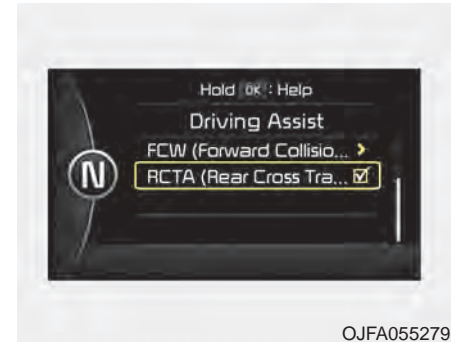 Hold OK : Help
Driving Assist
FCW (Forward Collisio...
N
RCTA (Rear Cross Tra...
OJFA055279